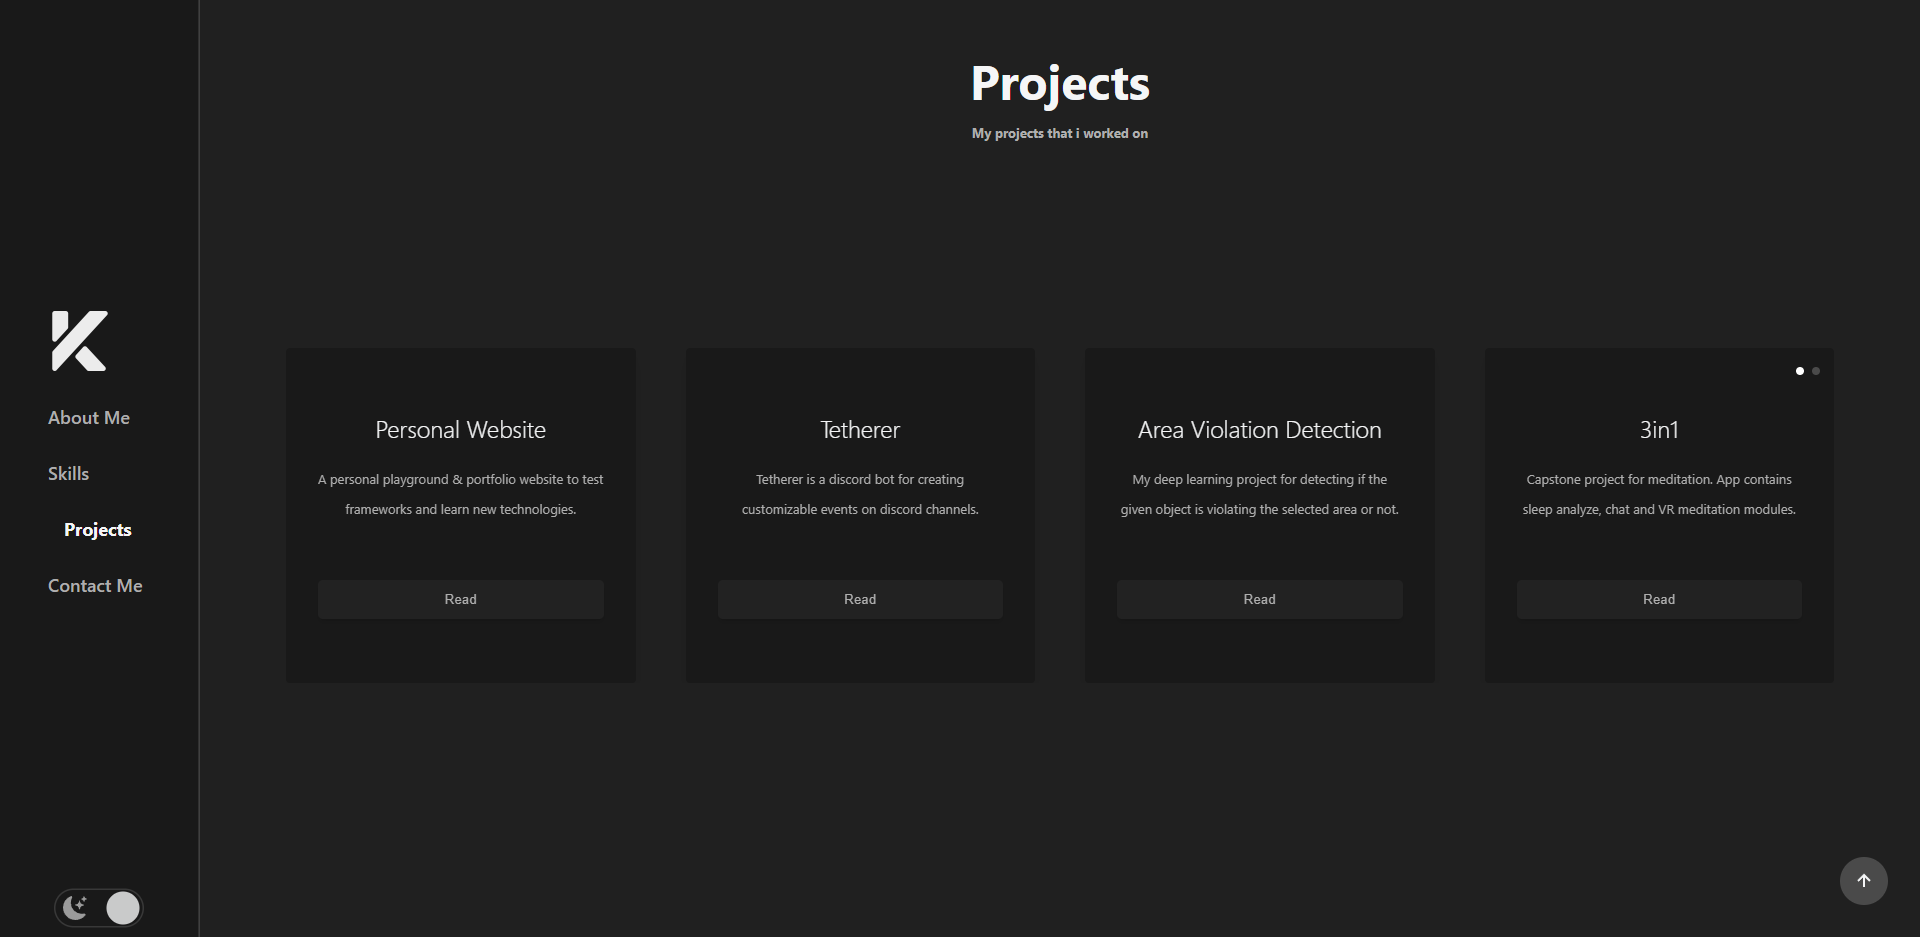 K
About Me
Skills
Projects
Contact Me
Projects
My projects that i worked on
Personal Website
A personal playground & portfolio website to test
frameworks and learn new technologies.
Read
Tetherer
Tetherer is a discord bot for creating
customizable events on discord channels.
Read
Area Violation Detection
My deep learning project for detecting if the
given object is violating the selected area or not.
Read
3in1
Capstone project for meditation. App contains
sleep analyze, chat and VR meditation modules.
Read